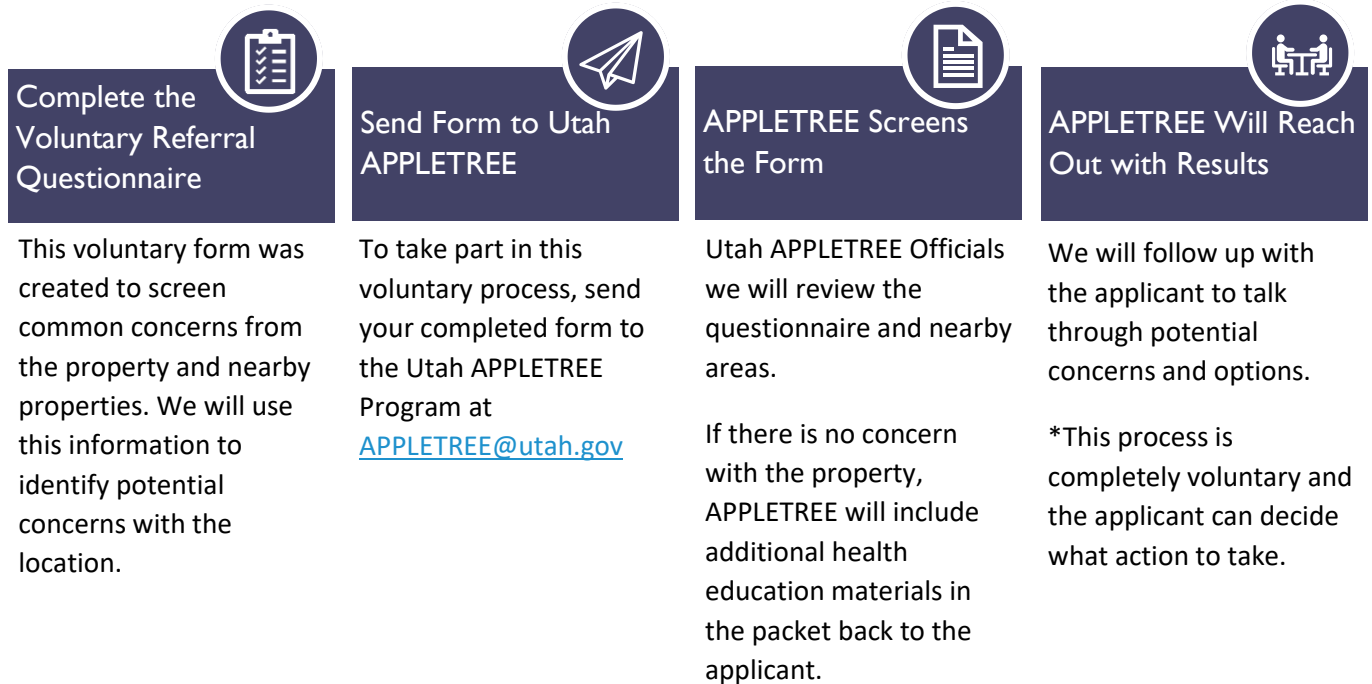 Complete the
Voluntary Referral
Questionnaire
This voluntary form was
created to screen
common concerns from
the property and nearby
properties. We will use
this information to
identify potential
concerns with the
location.
Send Form to Utah
APPLETREE
To take part in this
voluntary process, send
your completed form to
the Utah APPLETREE
Program at
APPLETREE@utah.gov
APPLETREE Screens
the Form
Utah APPLETREE Officials
we will review the
questionnaire and nearby
areas.
If there is no concern
with the property,
APPLETREE will include
additional health
education materials in
the packet back to the
applicant.
APPLETREE Will Reach
Out with Results
We will follow up with
the applicant to talk
through potential
concerns and options.
*This process is
completely voluntary and
the applicant can decide
what action to take.